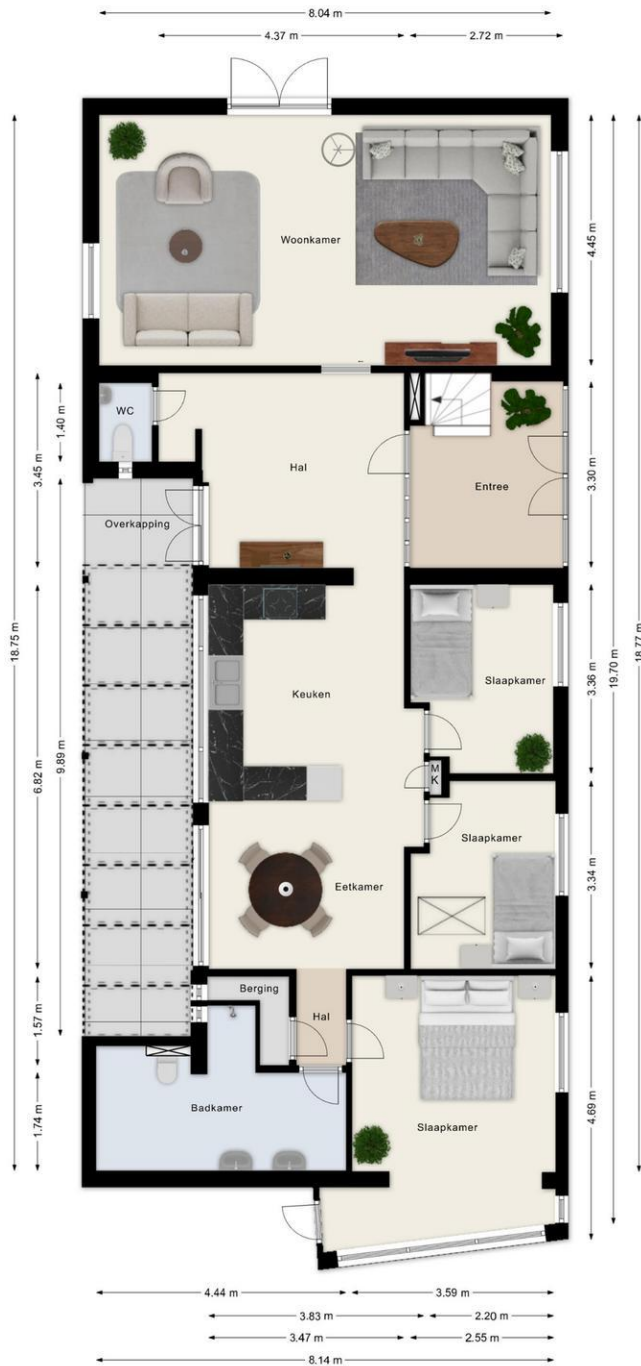 8.04 m
4.37 m
2.72 m
Woonkamer
4.45 m
WC
1.40 m
3.45 m
Hal
Entree
3.30 m
Overkapping
18.75 m
9.89 m
6.82 m
Keuken
Slaapkamer
3.36 m
19.70 m
18.77 m
M
K
Slaapkamer
3.34 m
Eetkamer
Berging
Hal
1.57 m
1.74 m
Badkamer
Slaapkamer
4.69 m
4.44 m
3.59 m
3.83 m
2.20 m
3.47 m
2.55 m
8.14 m